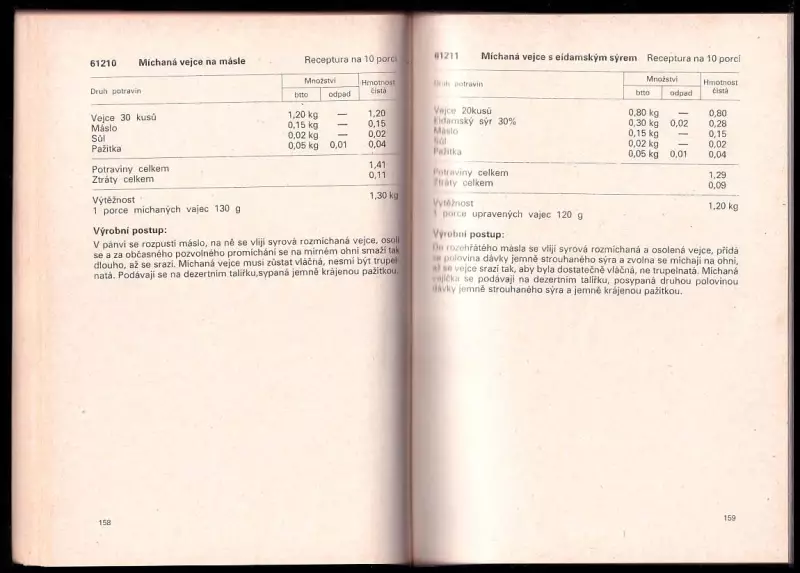 61210 Míchaná vejce na másle Receptura na 10 porcí
Druh potravin Množství Hmotnost
btto odpad čistá
Vejce 30 kusů 1,20 kg — 1,20
Máslo 0,15 kg — 0,15
Sůl 0,02 kg — 0,02
Pažitka 0,05 kg 0,01 0,04
Potraviny celkem 1,41
Ztráty celkem 0,11
Výtěžnost 1,30 kg
1 porce míchaných vajec 130 g
Výrobní postup:
V pánvi se rozpustí máslo, na ně se vlijí syrová rozmíchaná vejce, osolí
se a za občasného pozvolného promíchání se na mírném ohni smaží tak
dlouho, až se srazí. Míchaná vejce musí zůstat vláčná, nesmí být trupel-
natá. Podávají se na dezertním talířku,sypaná jemně krájenou pažitkou.
158
61211 Míchaná vejce s eidamským sýrem Receptura na 10 porcí
Druh potravin Množství Hmotnost
btto odpad čistá
Vejce 20kusů 0,80 kg — 0,80
Eidamský sýr 30% 0,30 kg 0,02 0,28
Máslo 0,15 kg — 0,15
Sůl 0,02 kg — 0,02
Pažitka 0,05 kg 0,01 0,04
Potraviny celkem 1,29
Ztráty celkem 0,09
Výtěžnost 1,20 kg
1 porce upravených vajec 120 g
Výrobní postup:
Do rozehřátého másla se vlijí syrová rozmíchaná a osolená vejce, přidá
se polovina dávky jemně strouhaného sýra a zvolna se míchají na ohni,
až se vejce srazí tak, aby byla dostatečně vláčná, ne trupelnatá. Míchaná
vajíčka se podávají na dezertním talířku, posypaná druhou polovinou
dávky jemně strouhaného sýra a jemně krájenou pažitkou.
159